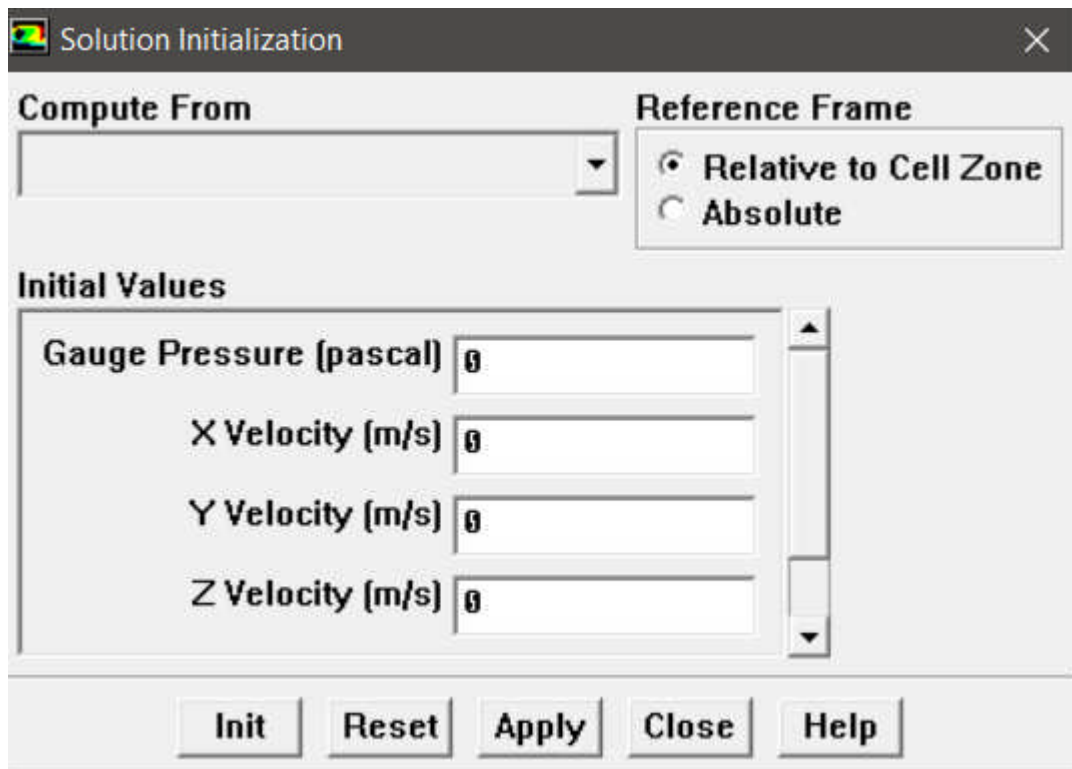 Solution Initialization
Compute From
Reference Frame
Relative to Cell Zone
Absolute
Initial Values
Gauge Pressure (pascal) 0
X Velocity (m/s) 0
Y Velocity (m/s) 0
Z Velocity (m/s) 0
Init Reset Apply Close Help